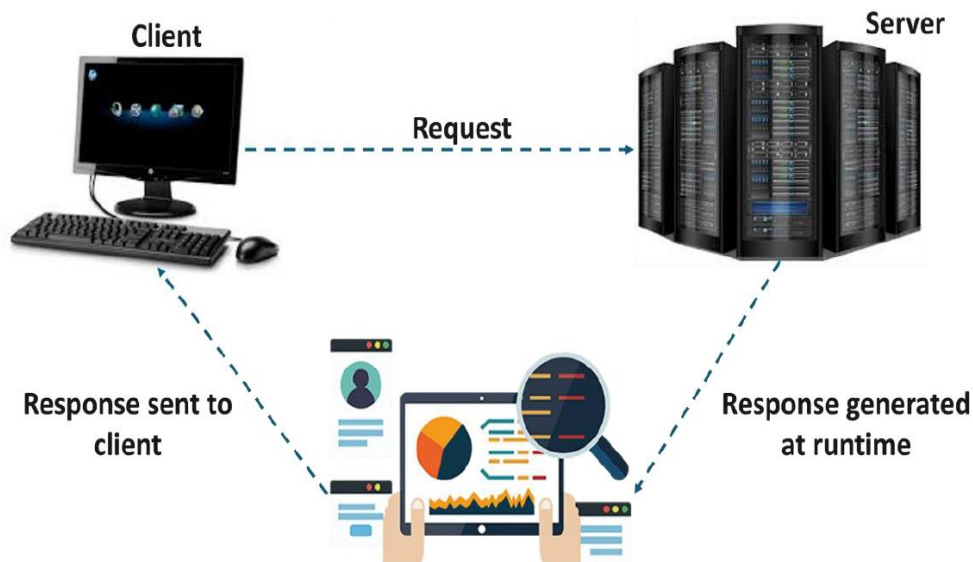 Client
Server
Request
Response sent to
client
Response generated
at runtime